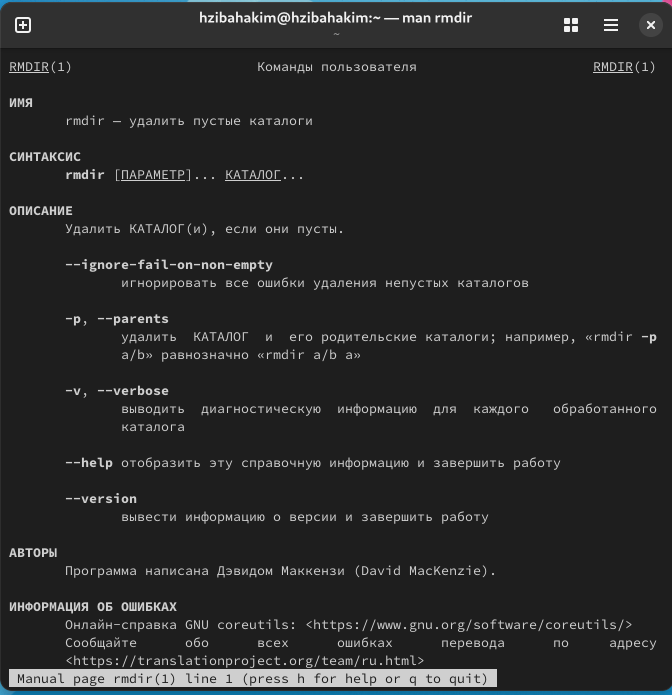 hzibahakim@hzibahakim:~ — man rmdir
~
RMDIR(1) Команды пользователя RMDIR(1)
ИМЯ
rmdir – удалить пустые каталоги
СИНТАКСИС
rmdir [ПАРАМЕТР]... КАТАЛОГ...
ОПИСАНИЕ
Удалить КАТАЛОГ(и), если они пусты.
--ignore-fail-on-non-empty
игнорировать все ошибки удаления непустых каталогов
-p, --parents
удалить КАТАЛОГ и его родительские каталоги; например, «rmdir -p
a/b» равнозначно «rmdir a/b a»
-v, --verbose
выводить диагностическую информацию для каждого обработанного
каталога
--help отобразить эту справочную информацию и завершить работу
--version
вывести информацию о версии и завершить работу
АВТОРЫ
Программа написана Дэвидом Маккензи (David MacKenzie).
ИНФОРМАЦИЯ ОБ ОШИБКАХ
Онлайн-справка GNU coreutils: <https://www.gnu.org/software/coreutils/>
Сообщайте обо всех ошибках перевода по адресу
<https://translationproject.org/team/ru.html>
Manual page rmdir(1) line 1 (press h for help or q to quit)